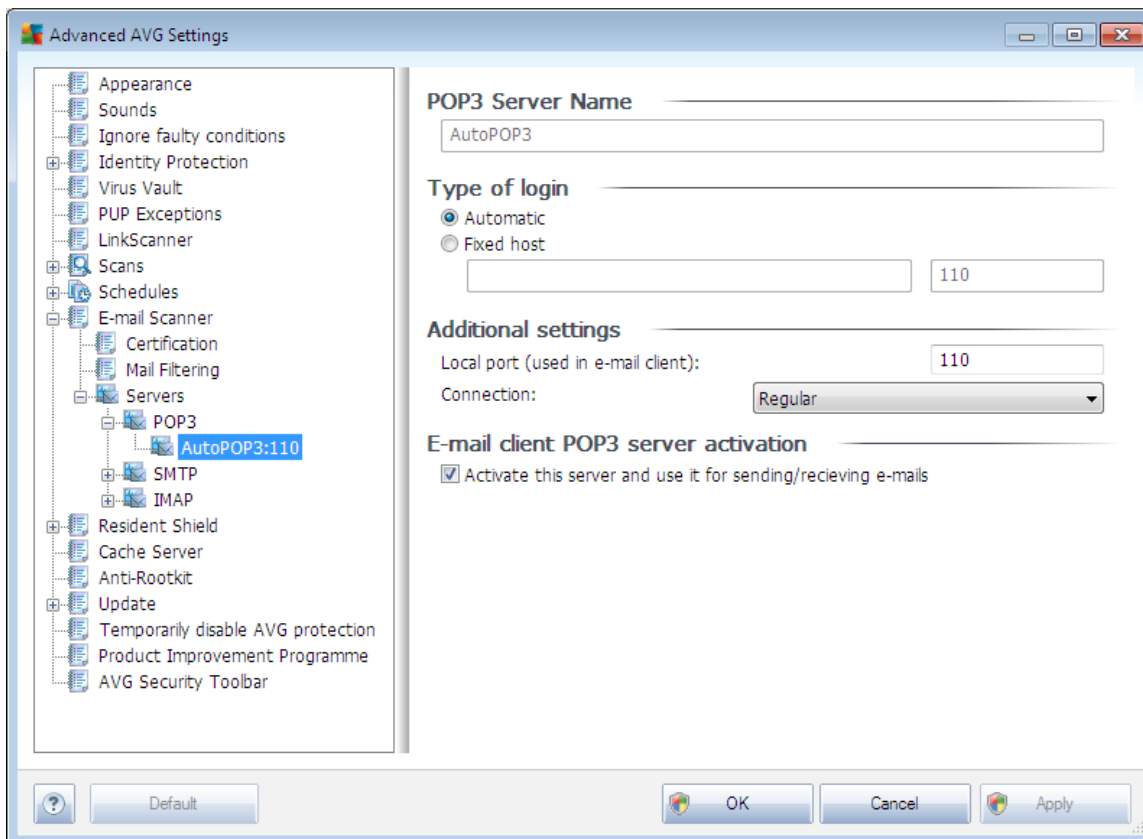 Advanced AVG Settings
Appearance
Sounds
Ignore faulty conditions
Identity Protection
Virus Vault
PUP Exceptions
LinkScanner
Scans
Schedules
E-mail Scanner
Certification
Mail Filtering
Servers
POP3
AutoPOP3:110
SMTP
IMAP
Resident Shield
Cache Server
Anti-Rootkit
Update
Temporarily disable AVG protection
Product Improvement Programme
AVG Security Toolbar
POP3 Server Name
AutoPOP3
Type of login
Automatic
Fixed host
110
Additional settings
Local port (used in e-mail client): 110
Connection: Regular
E-mail client POP3 server activation
Activate this server and use it for sending/recieving e-mails
? Default OK Cancel Apply